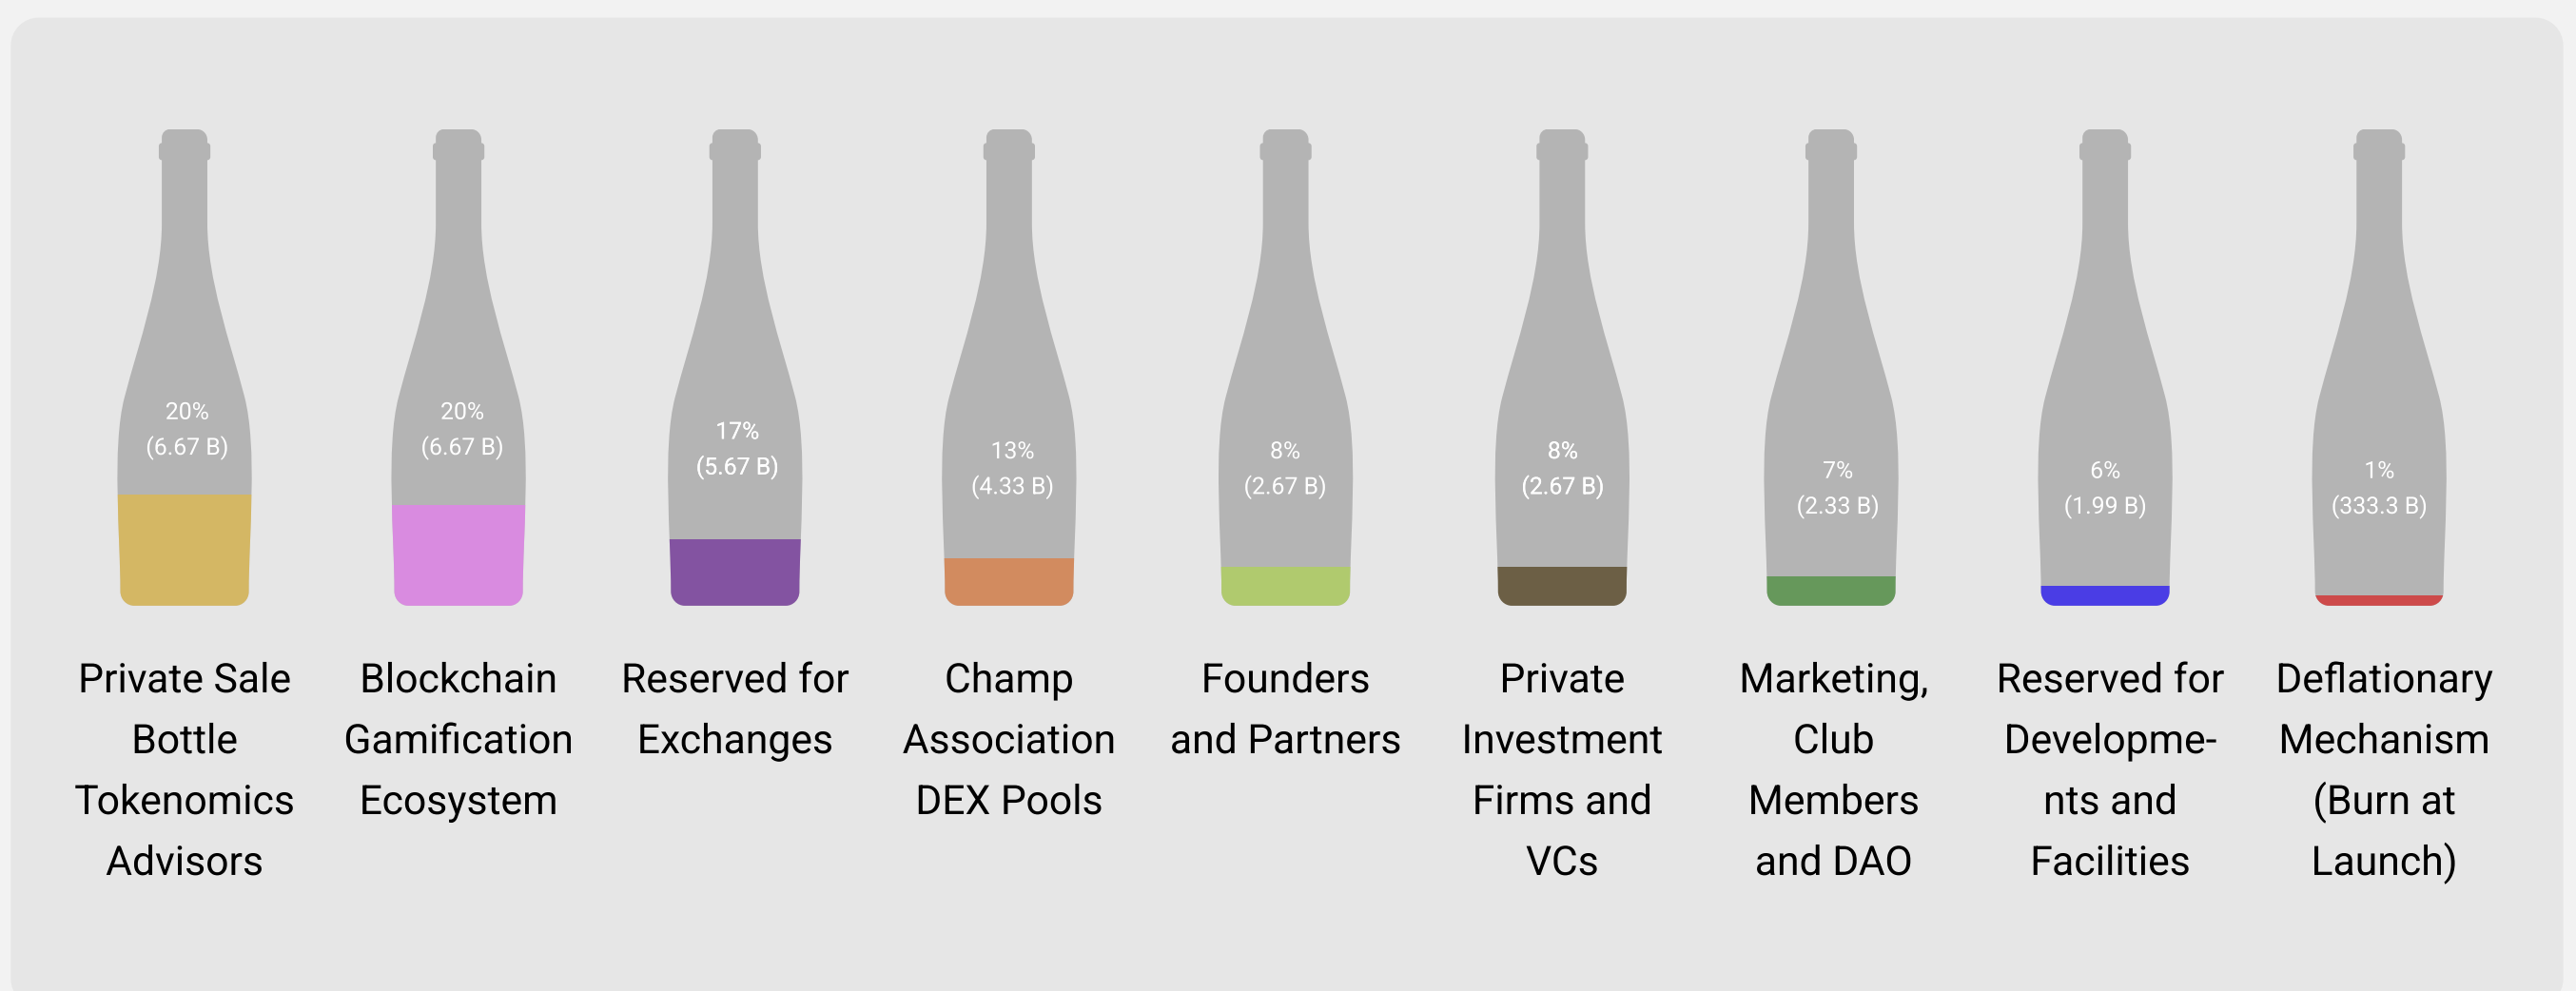 20%
(6.67 B)
Private Sale
Bottle
Tokenomics
Advisors
20%
(6.67 B)
Blockchain
Gamification
Ecosystem
17%
(5.67 B)
Reserved for
Exchanges
13%
(4.33 B)
Champ
Association
DEX Pools
8%
(2.67 B)
Founders
and Partners
8%
(2.67 B)
Private
Investment
Firms and
VCs
7%
(2.33 B)
Marketing,
Club
Members
and DAO
6%
(1.99 B)
Reserved for
Developme-
nts and
Facilities
1%
(333.3 B)
Deflationary
Mechanism
(Burn at
Launch)